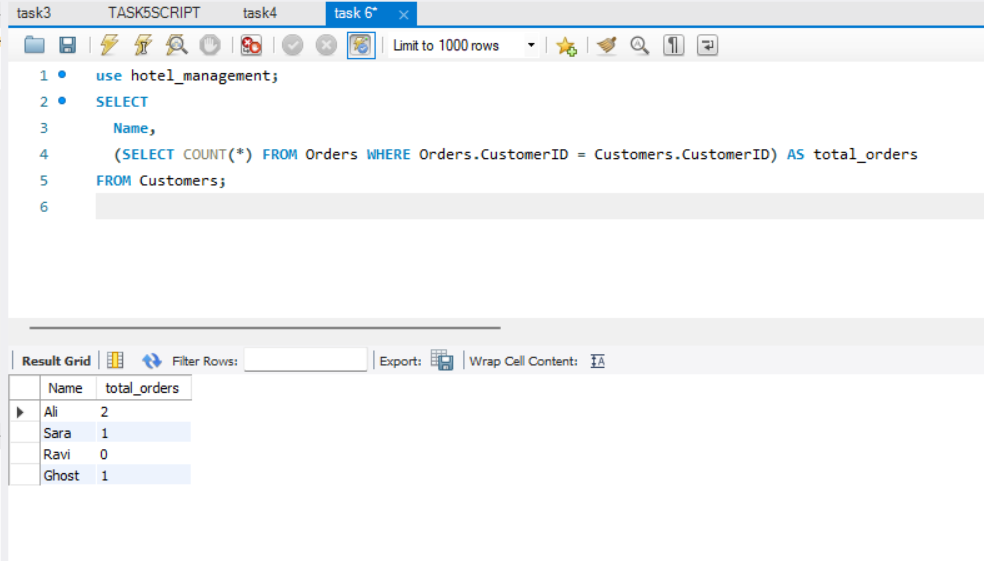 task3 TASK5SCRIPT task4 task 6*
Limit to 1000 rows
1 use hotel_management;
2 SELECT
3 Name,
4 (SELECT COUNT(*) FROM Orders WHERE Orders.CustomerID = Customers.CustomerID) AS total_orders
5 FROM Customers;
6
Result Grid Filter Rows: Export: Wrap Cell Content:
Name total_orders
Ali 2
Sara 1
Ravi 0
Ghost 1